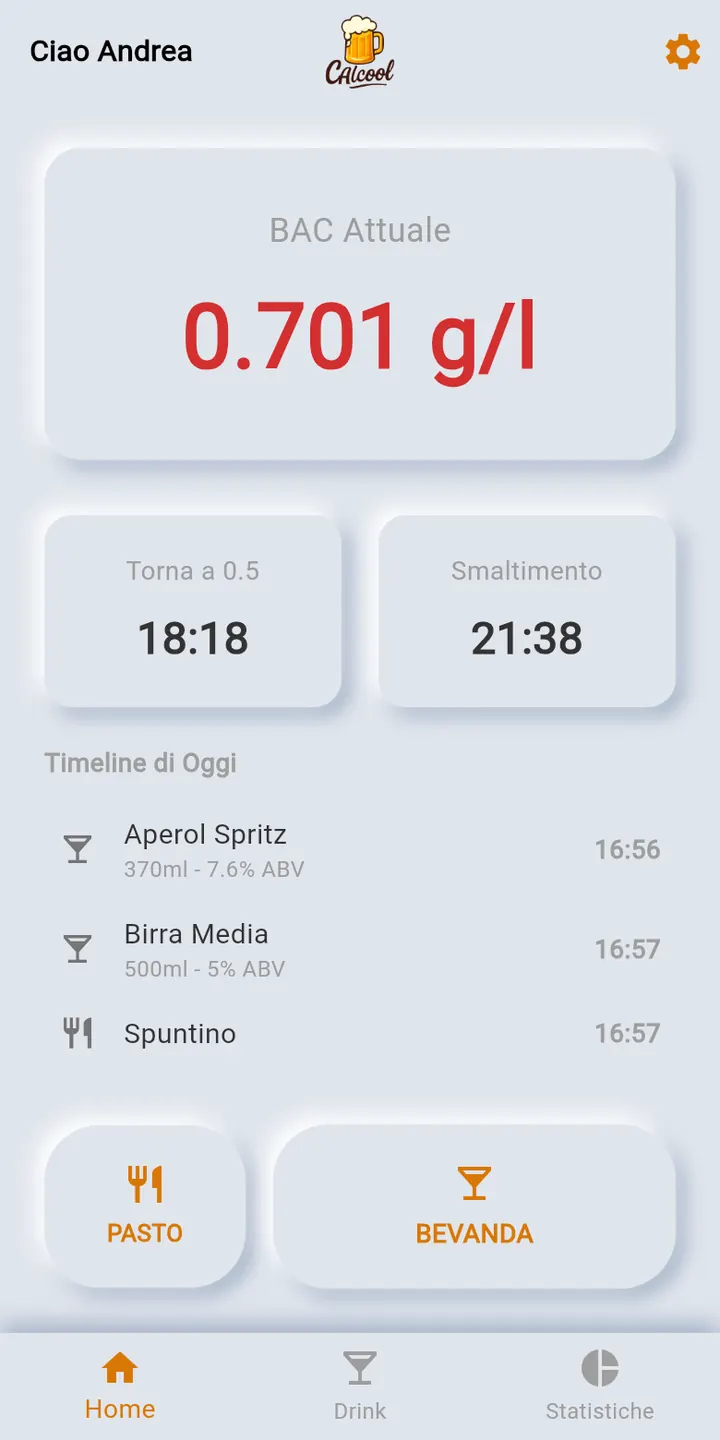 Ciao Andrea
CAlcool
BAC Attuale
0.701 g/l
Torna a 0.5
18:18
Smaltimento
21:38
Timeline di Oggi
Aperol Spritz
16:56
370ml - 7.6% ABV
Birra Media
16:57
500ml - 5% ABV
Spuntino
16:57
PASTO
BEVANDA
Home
Drink
Statistiche